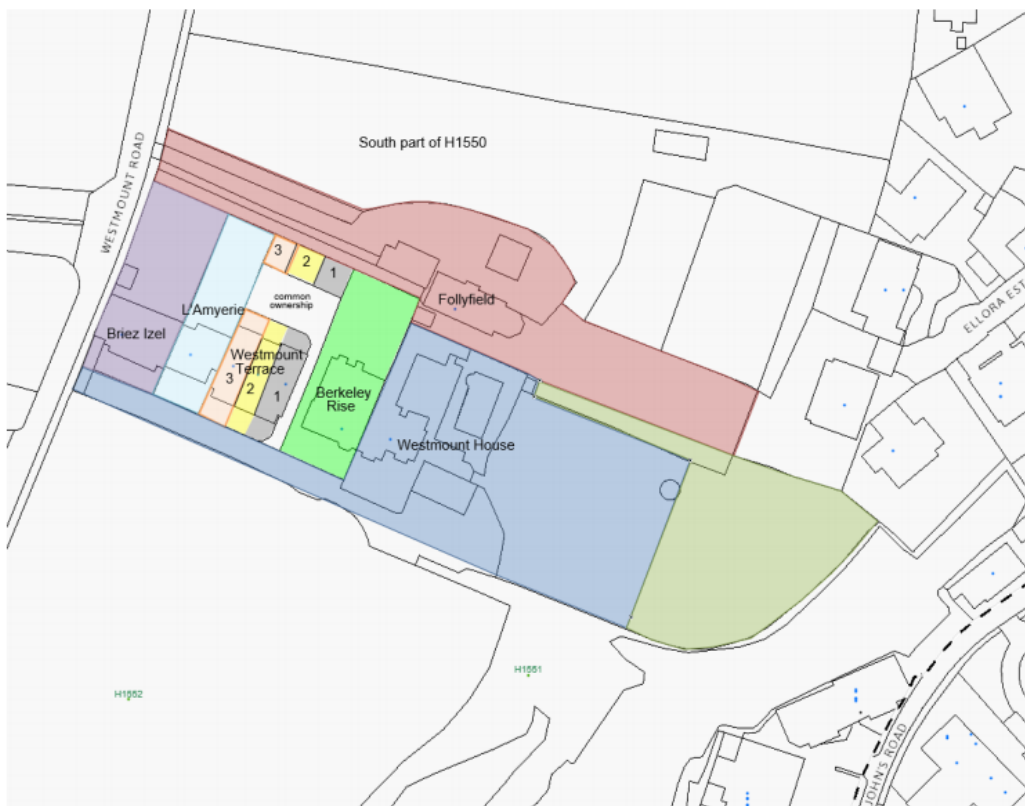 South part of H1550
WESTMOUNT ROAD
3
2
1
common
ownership
Follyfield
L'Amyerie
Briez Izel
Westmount
Terrace
3
2
1
Berkeley
Rise
Westmount House
ELLORA EST
H1551
H1552
JOHN'S ROAD